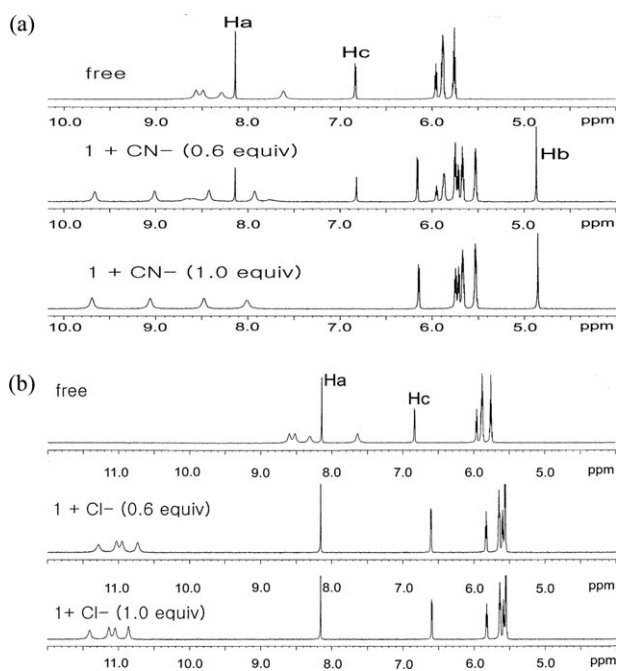 (a)
Ha
Hc
free
10.0 9.0 8.0 7.0 6.0 5.0 ppm
1 + CN− (0.6 equiv)
Hb
10.0 9.0 8.0 7.0 6.0 5.0 ppm
1 + CN− (1.0 equiv)
10.0 9.0 8.0 7.0 6.0 5.0 ppm
(b)
free
Ha
Hc
11.0 10.0 9.0 8.0 7.0 6.0 5.0 ppm
1 + Cl− (0.6 equiv)
11.0 10.0 9.0 8.0 7.0 6.0 5.0 ppm
1+ Cl− (1.0 equiv)
11.0 10.0 9.0 8.0 7.0 6.0 5.0 ppm